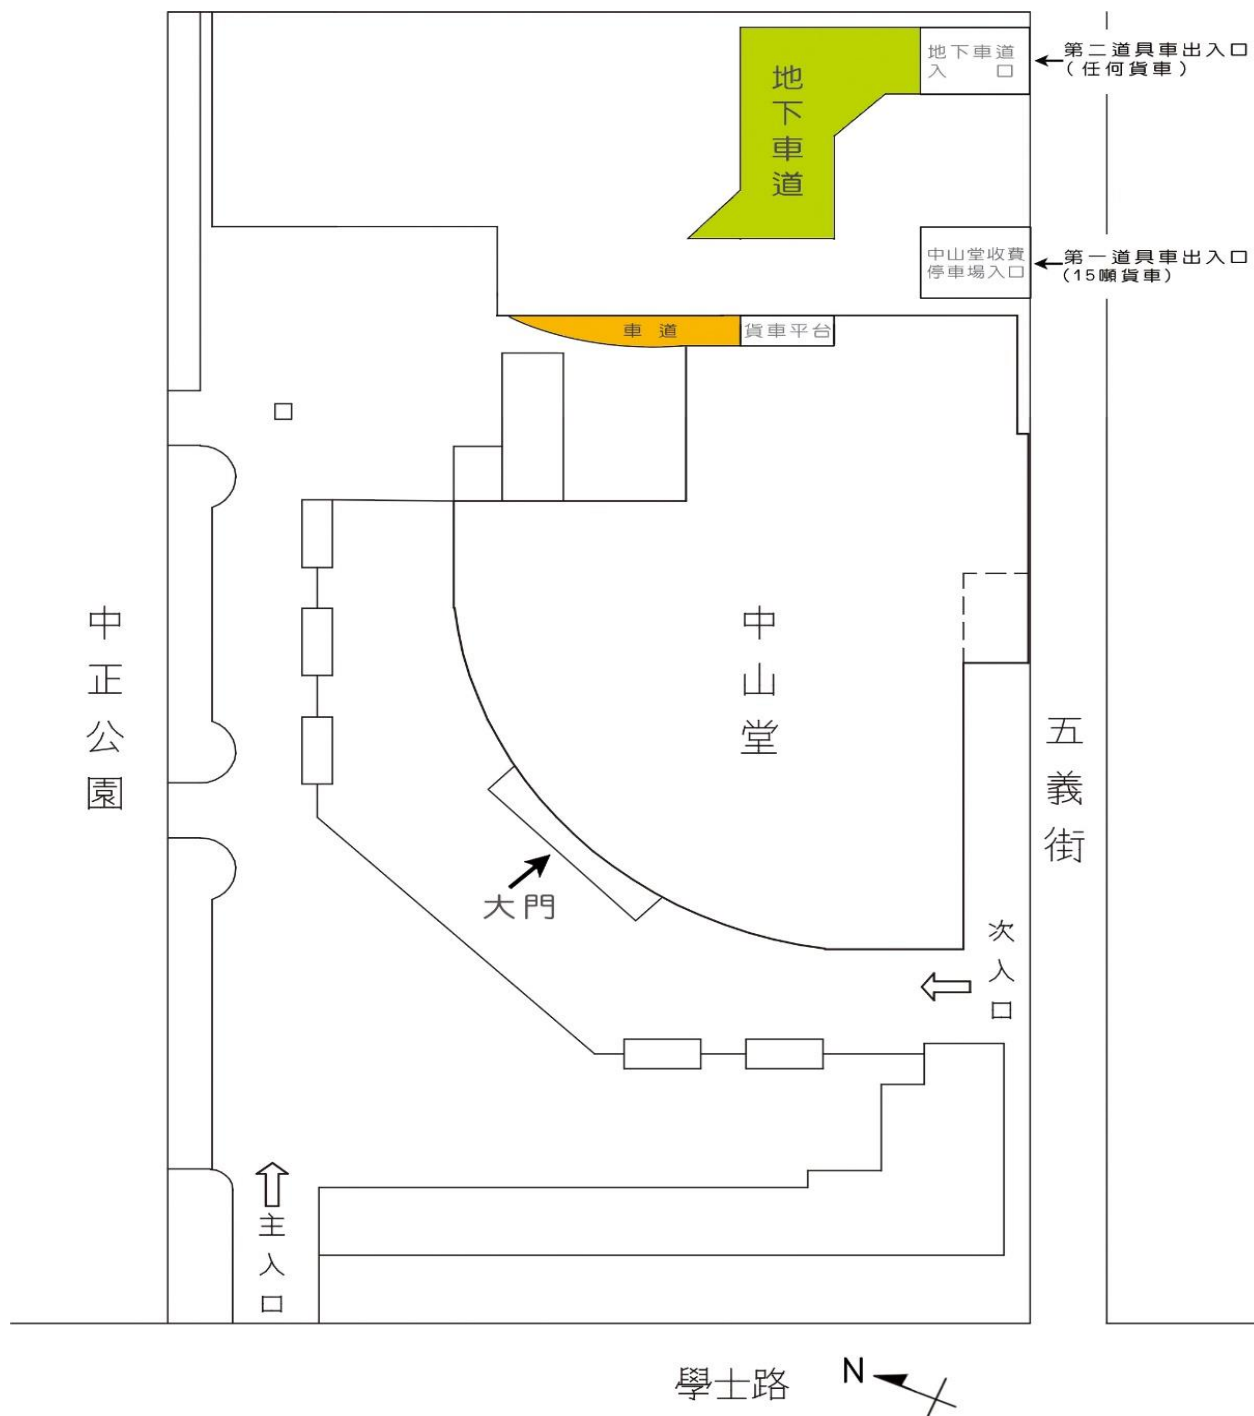 地下車道
入口
第二道具車出入口
（任何貨車）
地下車道
中山堂收費
停車場入口
第一道具車出入口
(15噸貨車)
車道
貨車平台
中正公園
中山堂
五義街
大門
次入口
主入口
學士路
N